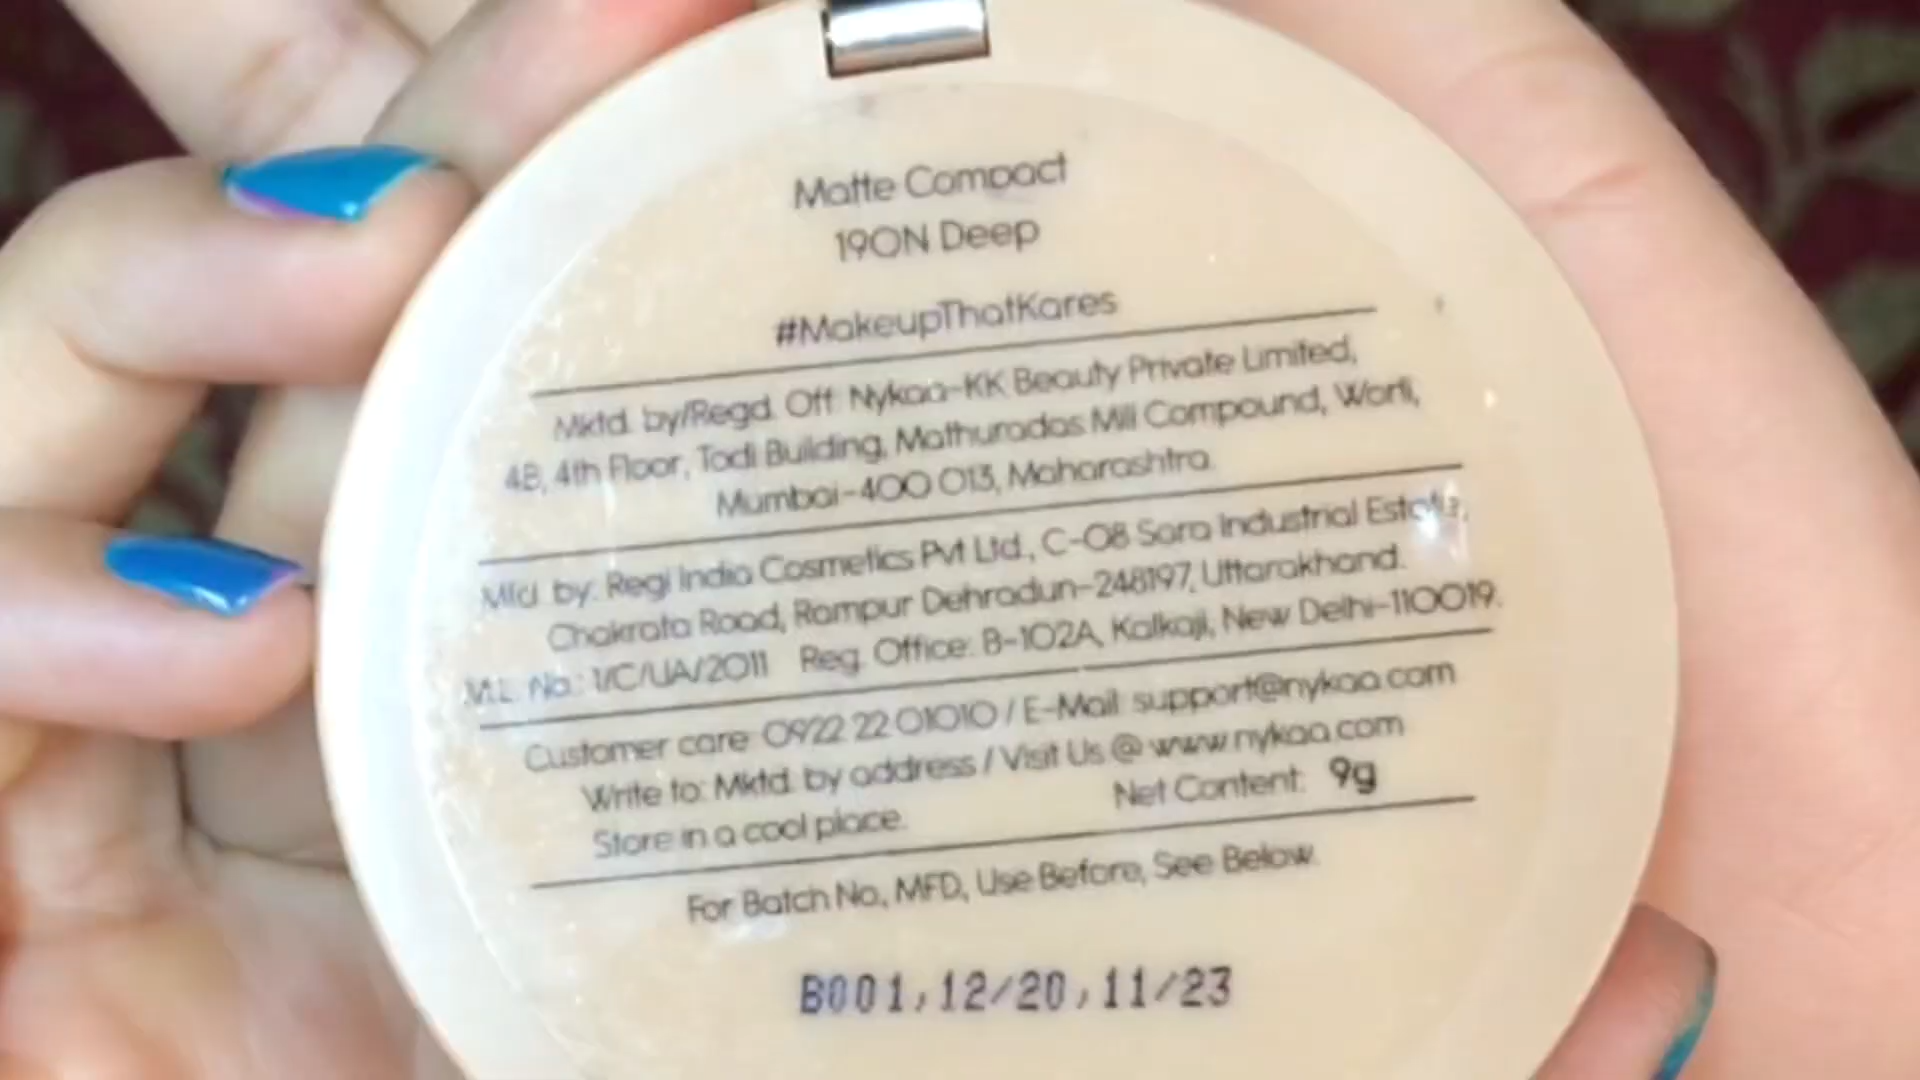 Matte Compact
190N Deep
#MakeupThatKares
Mktd. by/Regd. Off: Nykaa-KK Beauty Private Limited,
4B, 4th Floor, Todi Building, Mathuradas Mill Compound, Worli,
Mumbai-400 013, Maharashtra.
Mfd. by: Regi India Cosmetics Pvt Ltd., C-08 Sara Industrial Estate,
Chakrata Road, Rampur Dehradun-248197, Uttarakhand.
M.L. No.: 1/C/UA/2011 Reg. Office: B-102A, Kalkaji, New Delhi-110019.
Customer care: 0922 22 01010 / E-Mail: support@nykaa.com
Write to: Mktd. by address / Visit Us @ www.nykaa.com
Store in a cool place. Net Content: 9g
For Batch No., MFD, Use Before, See Below.
B001, 12/20, 11/23